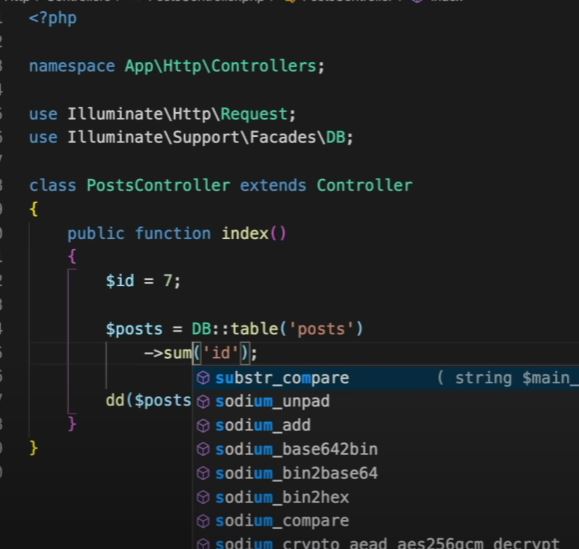 <?php
namespace App\Http\Controllers;
use Illuminate\Http\Request;
use Illuminate\Support\Facades\DB;
class PostsController extends Controller
{
public function index()
{
$id = 7;
$posts = DB::table('posts')
->sum('id');
substr_compare ( string $main_
dd($posts
sodium_unpad
sodium_add
}
sodium_base642bin
}
sodium_bin2base64
sodium_bin2hex
sodium_compare
sodium_crypto_aead_aes256gcm_decrypt